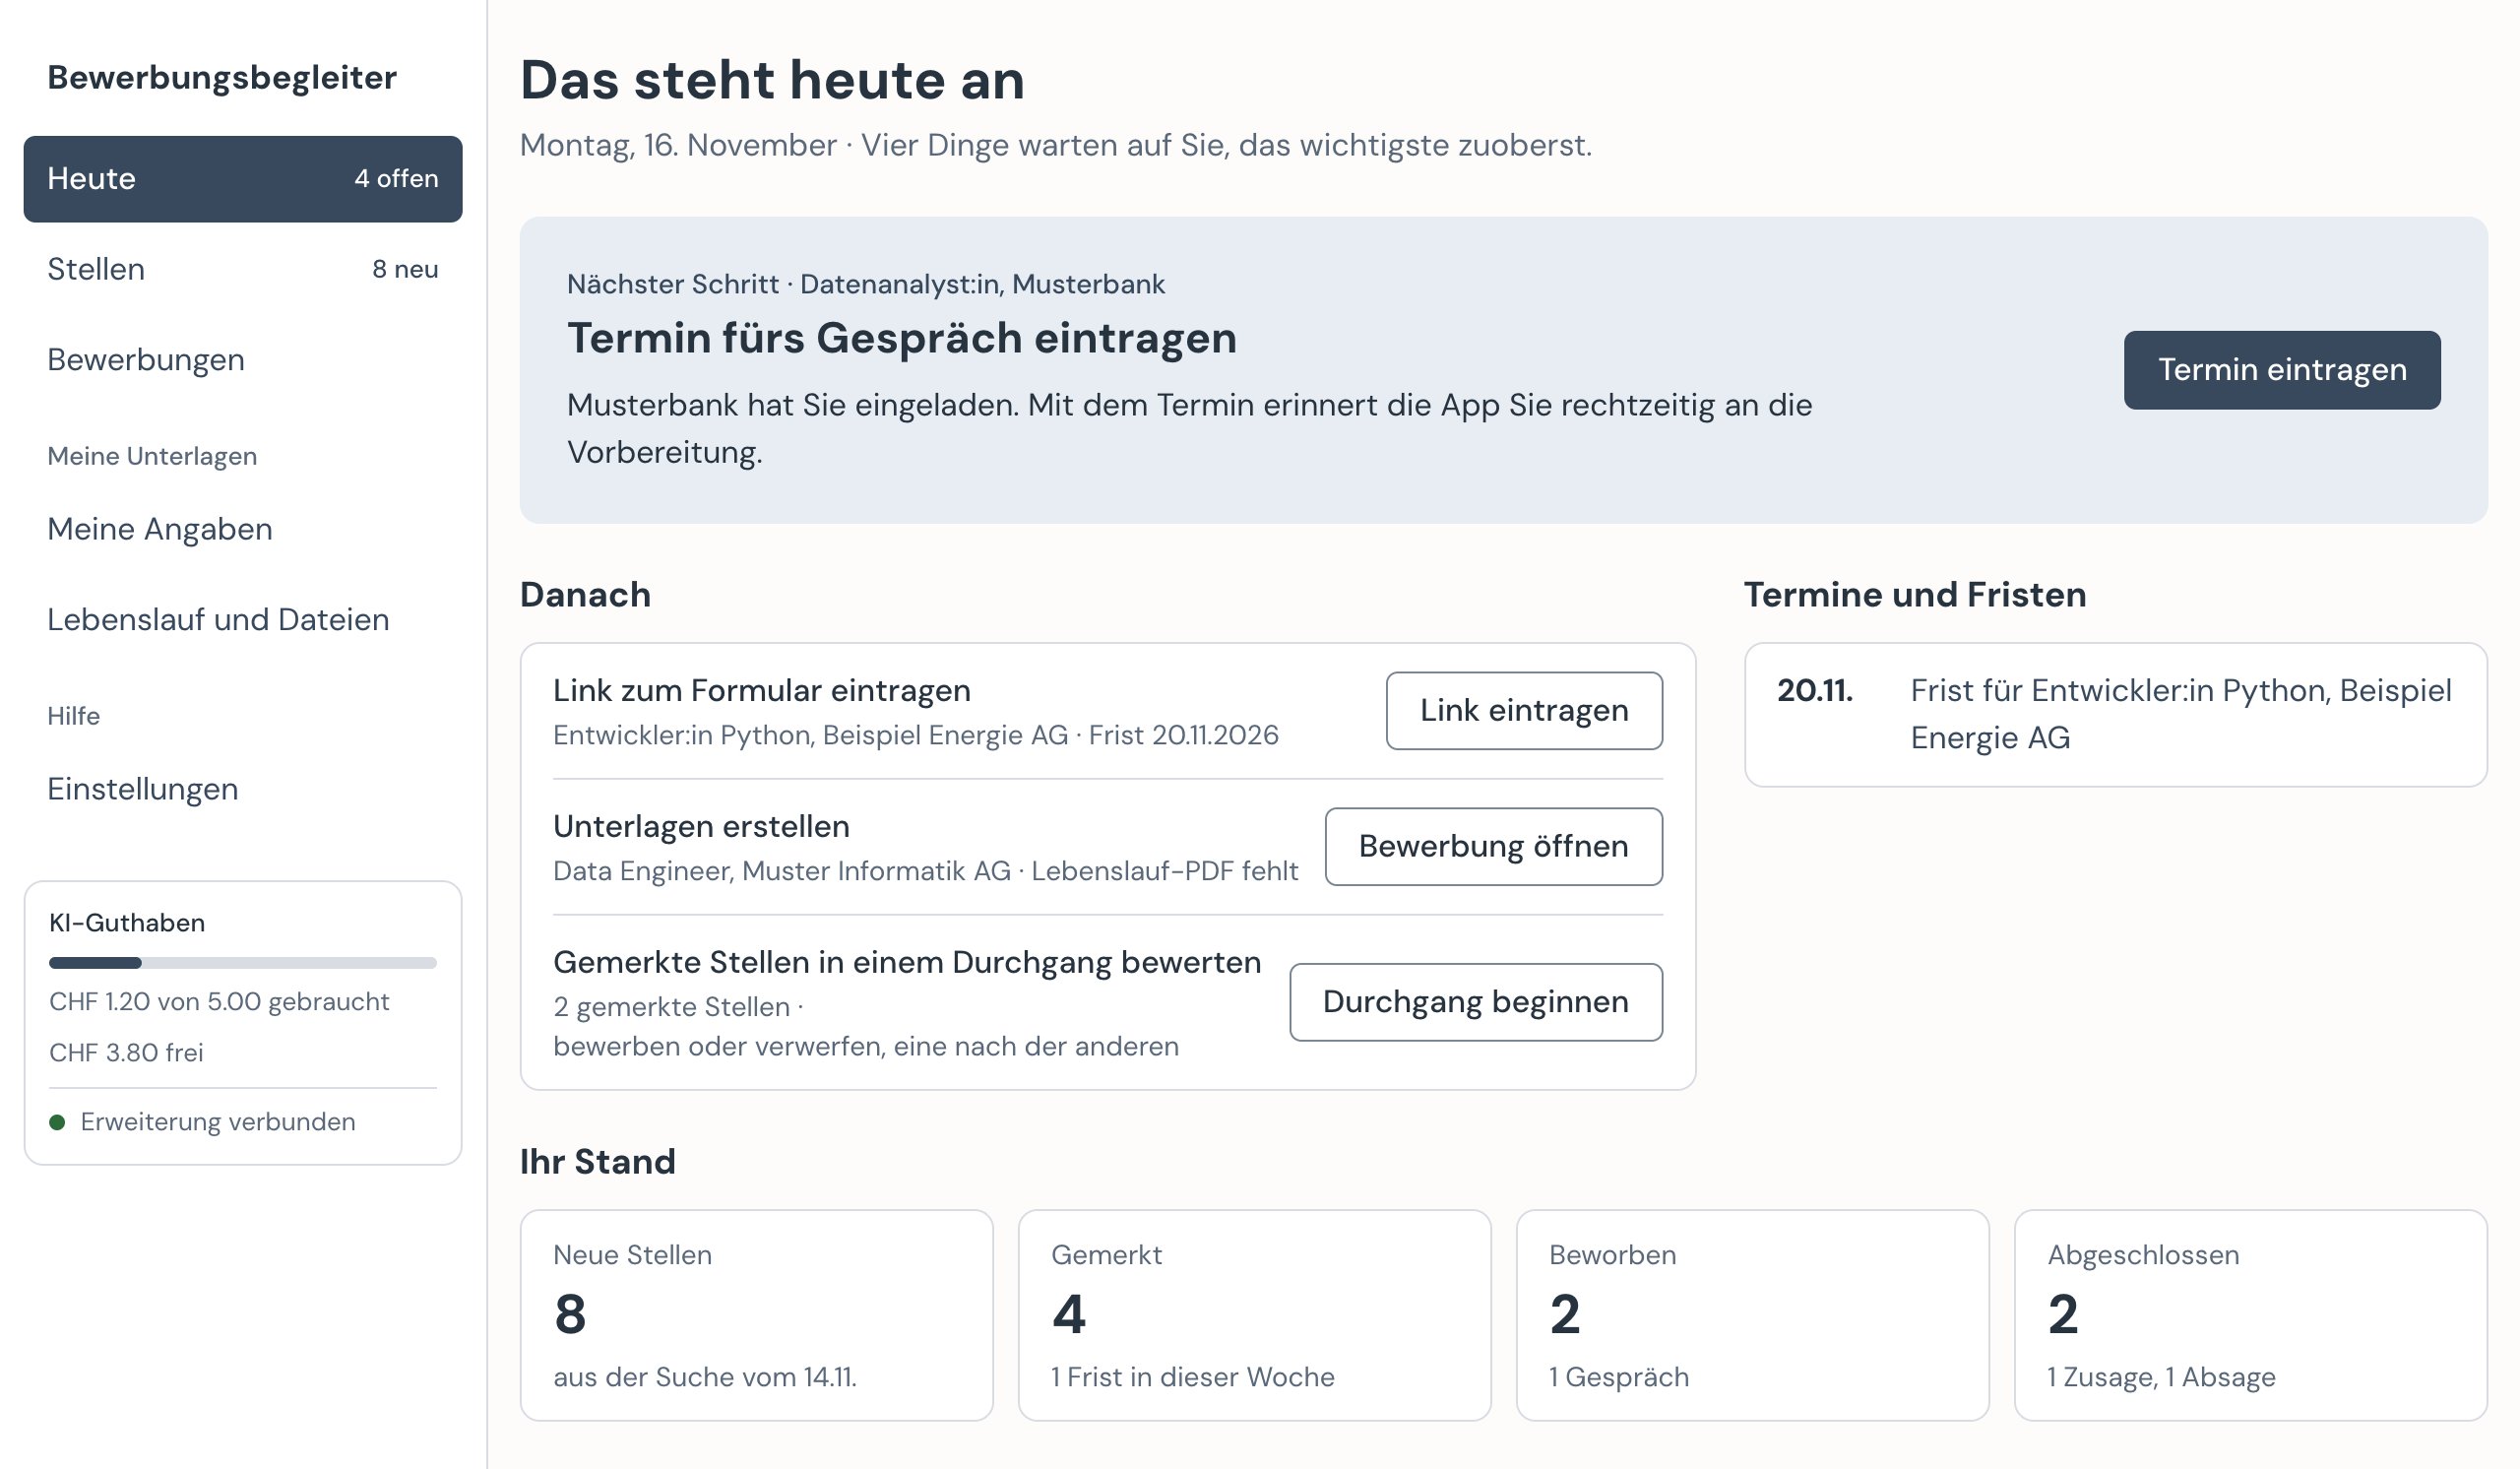 Bewerbungsbegleiter
Heute 4 offen
Stellen 8 neu
Bewerbungen
Meine Unterlagen
Meine Angaben
Lebenslauf und Dateien
Hilfe
Einstellungen
KI-Guthaben
CHF 1.20 von 5.00 gebraucht
CHF 3.80 frei
Erweiterung verbunden
Das steht heute an
Montag, 16. November · Vier Dinge warten auf Sie, das wichtigste zuoberst.
Nächster Schritt · Datenanalyst:in, Musterbank
Termin fürs Gespräch eintragen
Musterbank hat Sie eingeladen. Mit dem Termin erinnert die App Sie rechtzeitig an die
Vorbereitung.
Termin eintragen
Danach
Link zum Formular eintragen
Entwickler:in Python, Beispiel Energie AG · Frist 20.11.2026
Link eintragen
Unterlagen erstellen
Data Engineer, Muster Informatik AG · Lebenslauf-PDF fehlt
Bewerbung öffnen
Gemerkte Stellen in einem Durchgang bewerten
2 gemerkte Stellen ·
bewerben oder verwerfen, eine nach der anderen
Durchgang beginnen
Termine und Fristen
20.11. Frist für Entwickler:in Python, Beispiel
Energie AG
Ihr Stand
Neue Stellen
8
aus der Suche vom 14.11.
Gemerkt
4
1 Frist in dieser Woche
Beworben
2
1 Gespräch
Abgeschlossen
2
1 Zusage, 1 Absage